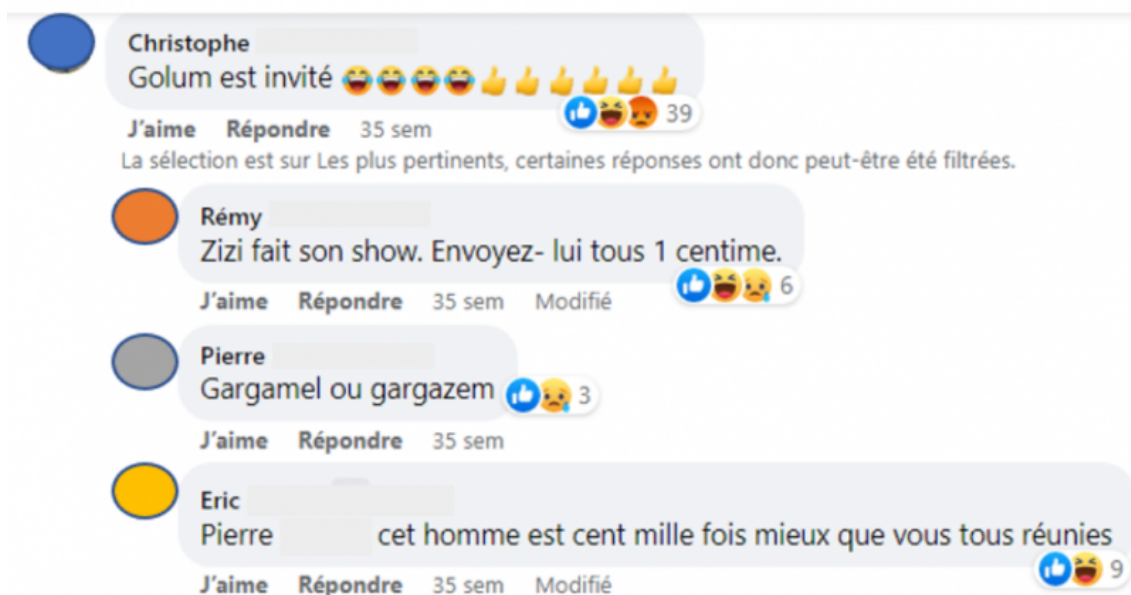 Christophe
Golum est invité 😂😂😂😂👍👍👍👍👍👍
39
J'aime Répondre 35 sem
La sélection est sur Les plus pertinents, certaines réponses ont donc peut-être été filtrées.
Rémy
Zizi fait son show. Envoyez- lui tous 1 centime.
6
J'aime Répondre 35 sem Modifié
Pierre
Gargamel ou gargazem
3
J'aime Répondre 35 sem
Eric
Pierre cet homme est cent mille fois mieux que vous tous réunies
9
J'aime Répondre 35 sem Modifié